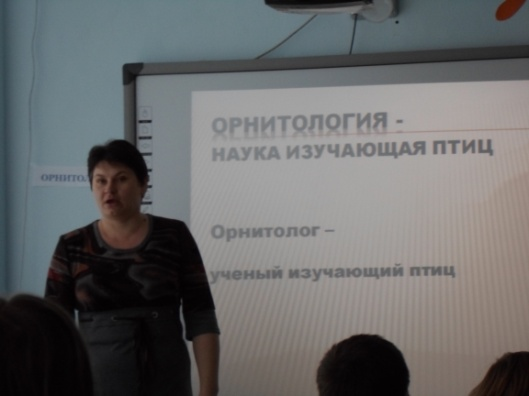 ОРНИТОЛОГИЯ -
НАУКА ИЗУЧАЮЩАЯ ПТИЦ
Орнитолог –
ученый изучающий птиц